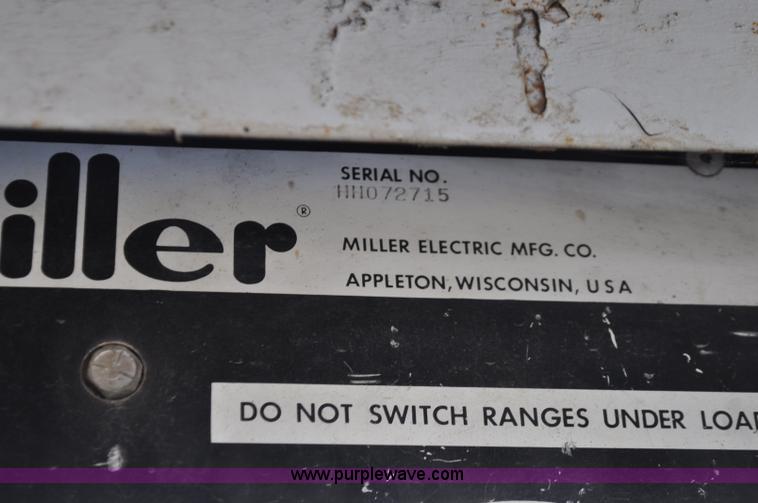 iller®
SERIAL NO.
HH072715
MILLER ELECTRIC MFG. CO.
APPLETON, WISCONSIN, U S A
DO NOT SWITCH RANGES UNDER LOA
www.purplewave.com